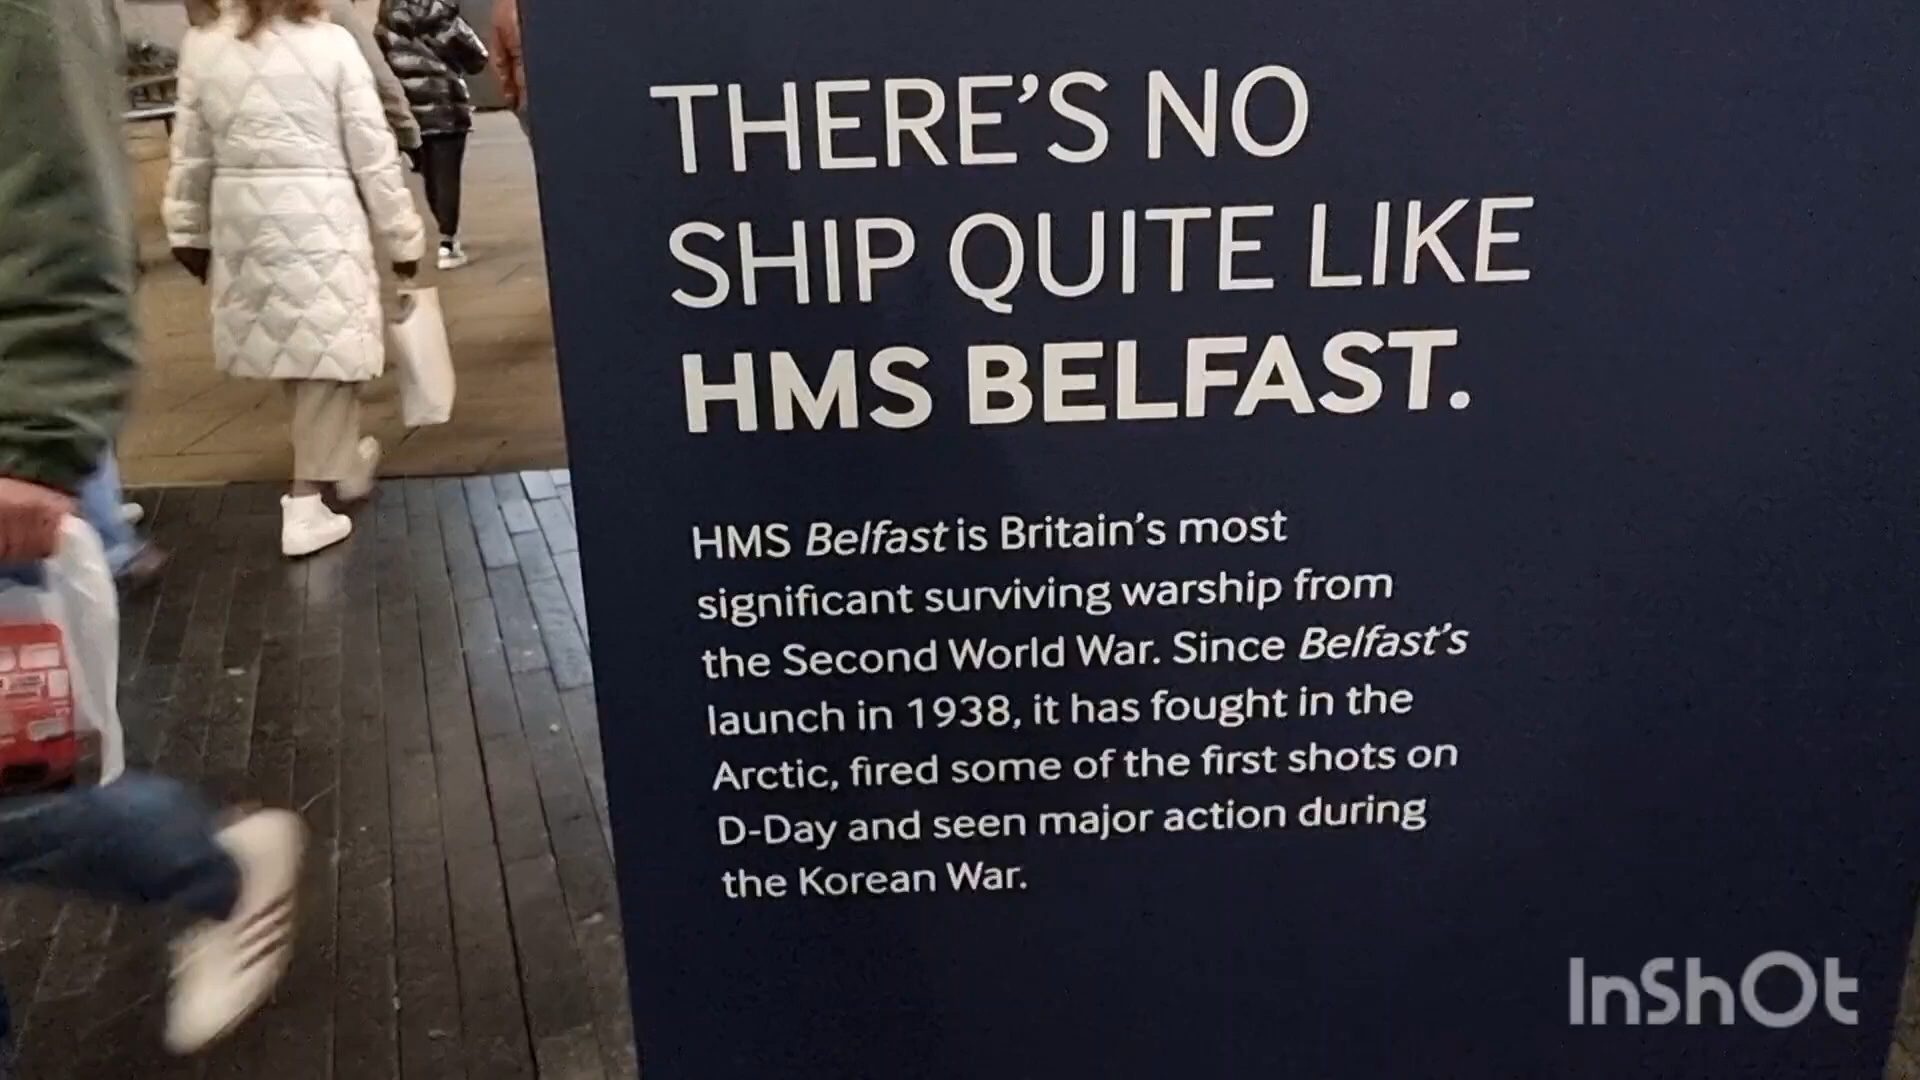 THERE'S NO
SHIP QUITE LIKE
HMS BELFAST.
HMS Belfast is Britain's most
significant surviving warship from
the Second World War. Since Belfast's
launch in 1938, it has fought in the
Arctic, fired some of the first shots on
D-Day and seen major action during
the Korean War.
InShOt